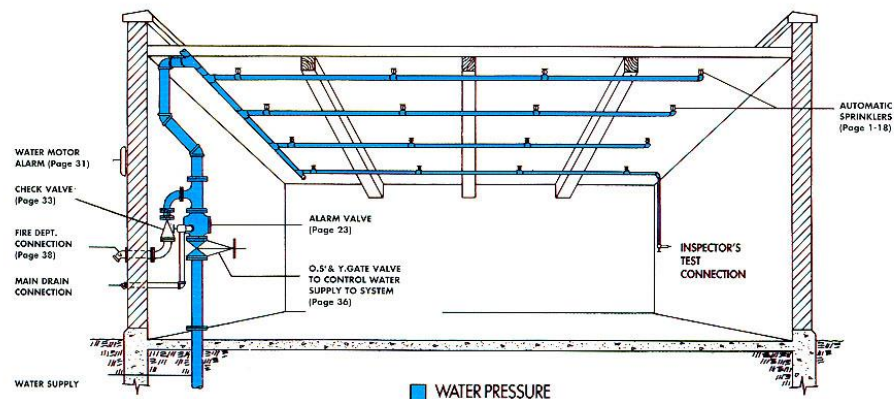 WATER MOTOR
ALARM (Page 31)
CHECK VALVE
(Page 33)
FIRE DEPT.
CONNECTION
(Page 38)
MAIN DRAIN
CONNECTION
WATER SUPPLY
ALARM VALVE
(Page 23)
O.S'& Y.GATE VALVE
TO CONTROL WATER
SUPPLY TO SYSTEM
(Page 36)
AUTOMATIC
SPRINKLERS
(Page 1-18)
INSPECTOR'S
TEST
CONNECTION
WATER PRESSURE